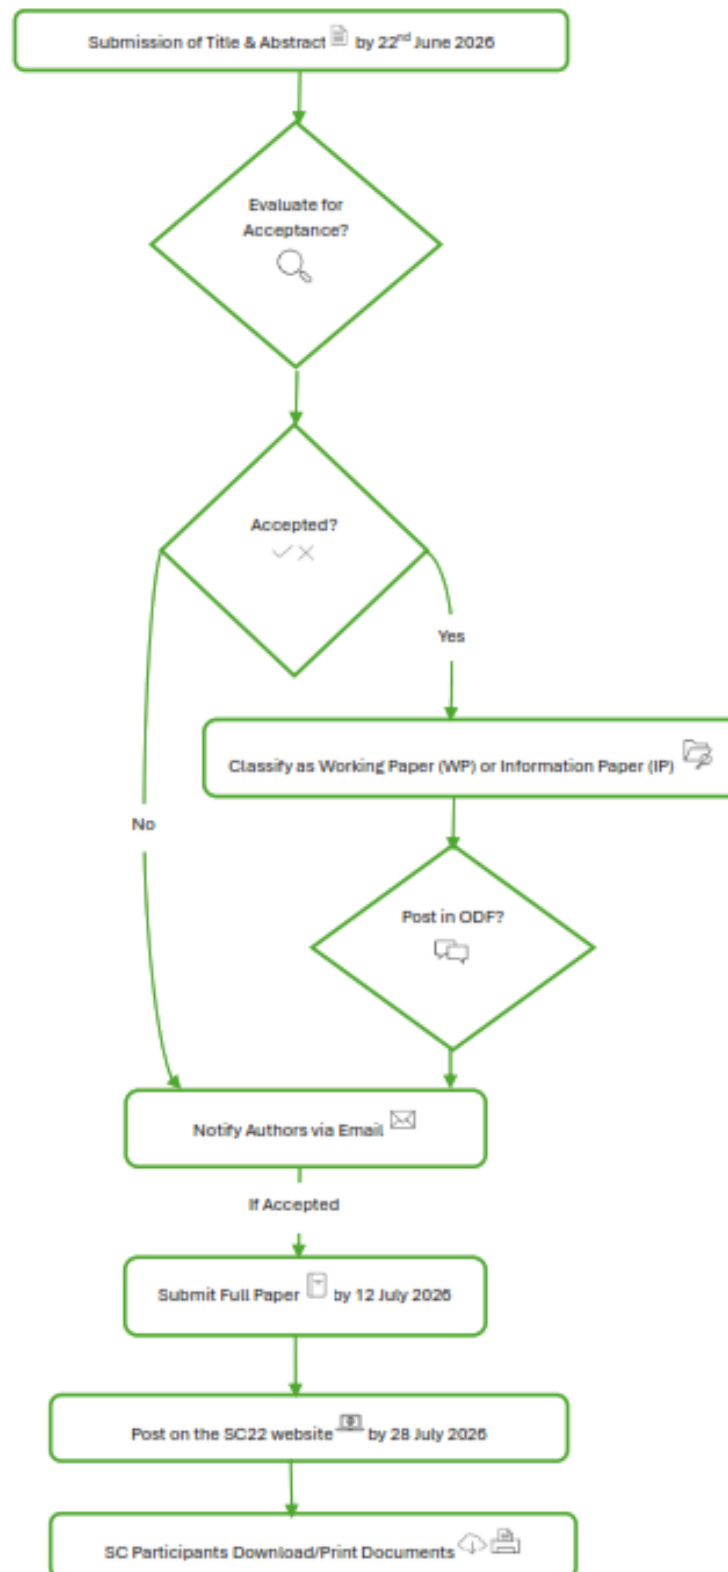 Submission of Title & Abstract by 22nd June 2026
Evaluate for
Acceptance?
Accepted?
Yes
Classify as Working Paper (WP) or Information Paper (IP)
No
Post in ODF?
Notify Authors via Email
If Accepted
Submit Full Paper by 12 July 2026
Post on the SC22 website by 28 July 2026
SC Participants Download/Print Documents